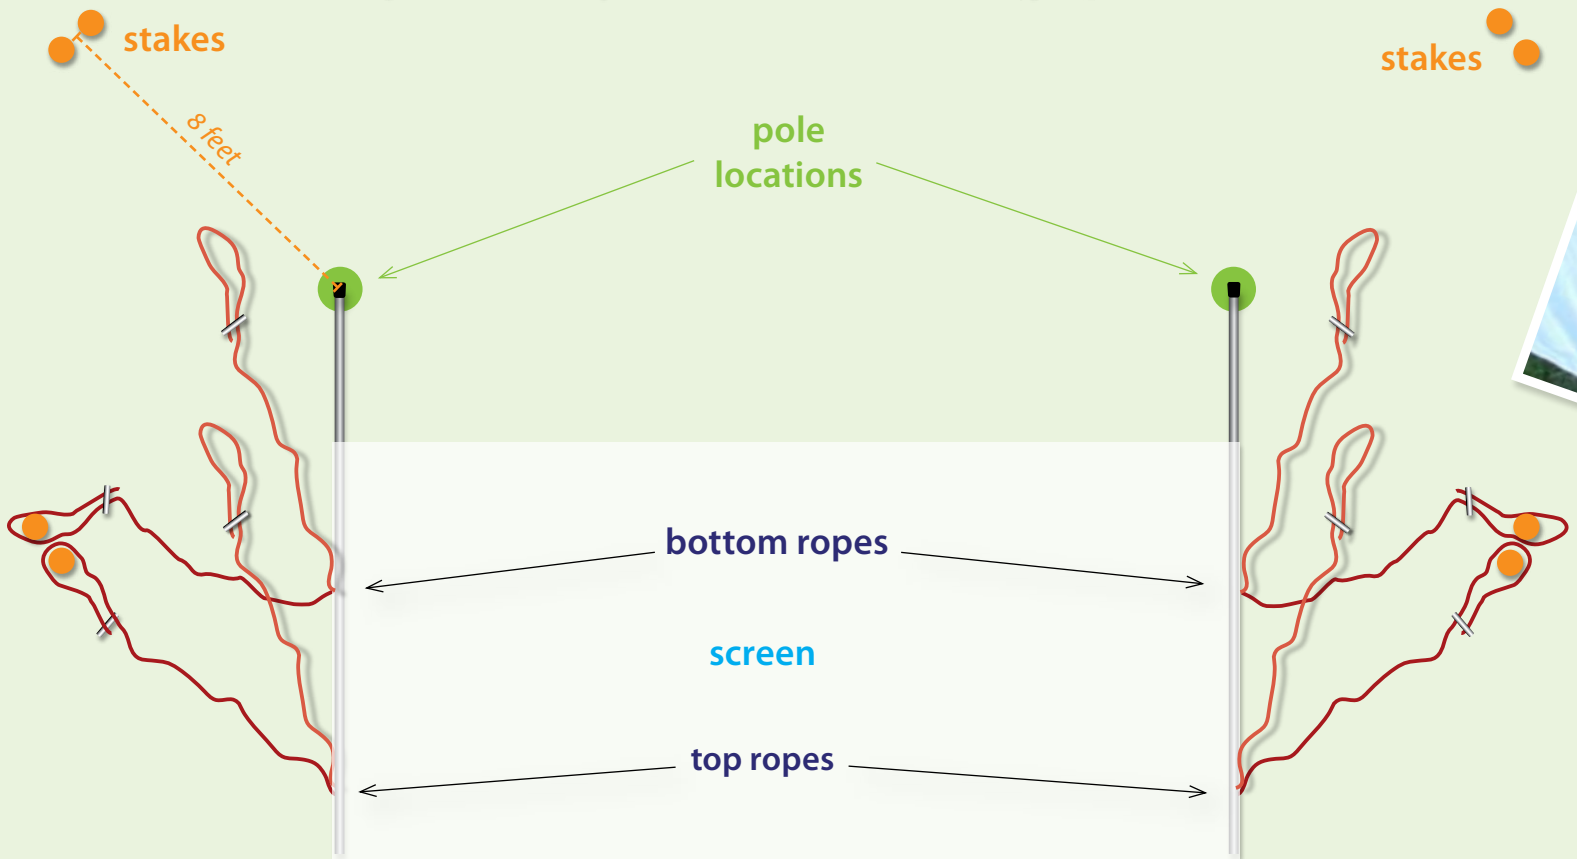 stakes
stakes
8 feet
pole
locations
bottom ropes
screen
top ropes